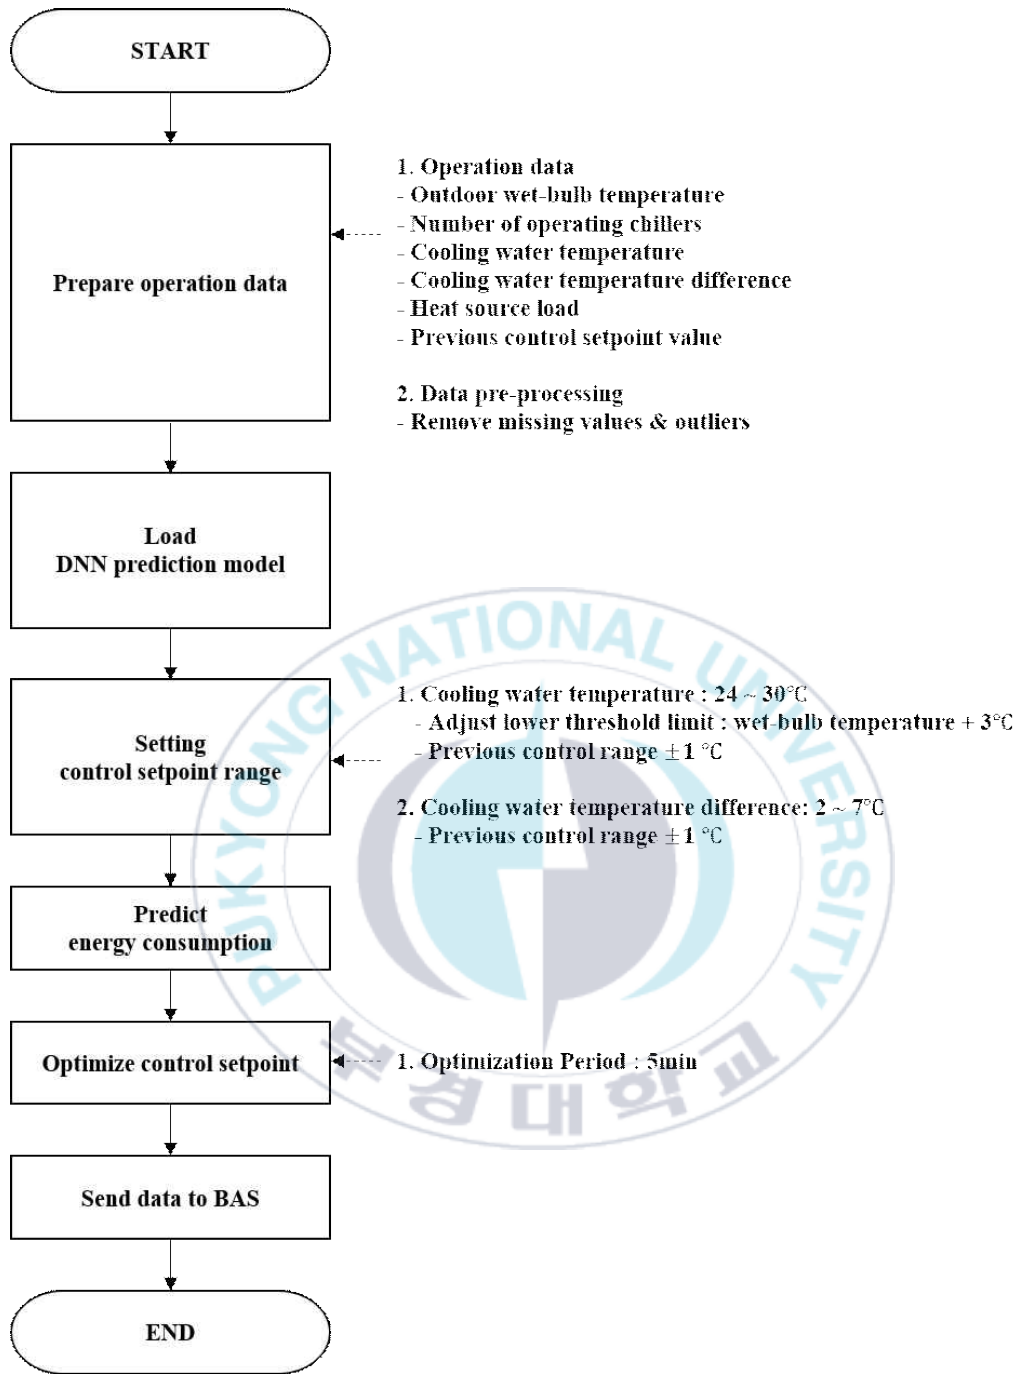 START
Prepare operation data
1. Operation data
- Outdoor wet-bulb temperature
- Number of operating chillers
- Cooling water temperature
- Cooling water temperature difference
- Heat source load
- Previous control setpoint value
2. Data pre-processing
- Remove missing values & outliers
Load
DNN prediction model
Setting
control setpoint range
1. Cooling water temperature : 24 ~ 30℃
- Adjust lower threshold limit : wet-bulb temperature + 3℃
- Previous control range ±1 ℃
2. Cooling water temperature difference: 2 ~ 7℃
- Previous control range ±1 ℃
Predict
energy consumption
Optimize control setpoint
1. Optimization Period : 5min
Send data to BAS
END
PUKYONG NATIONAL UNIVERSITY
부경대학교